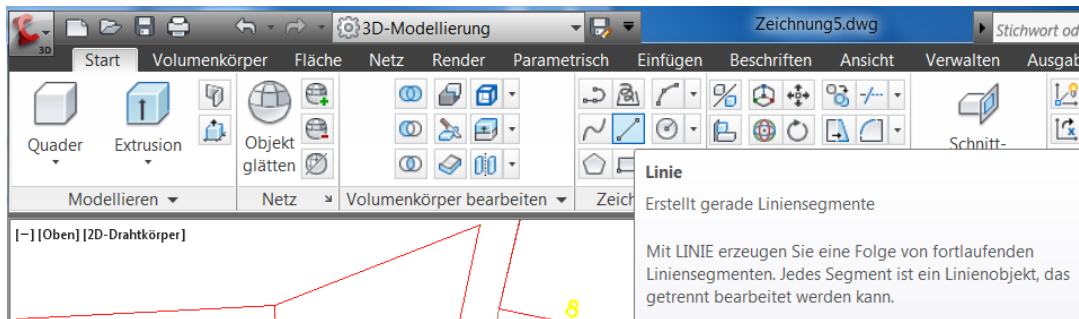 3D
3D-Modellierung
Zeichnung5.dwg
Stichwort od
Start Volumenkörper Fläche Netz Render Parametrisch Einfügen Beschriften Ansicht Verwalten Ausgab
Quader
Extrusion
Objekt
glätten
Schnitt-
Modellieren
Netz
Volumenkörper bearbeiten
Zeich
Linie
Erstellt gerade Liniensegmente
Mit LINIE erzeugen Sie eine Folge von fortlaufenden
Liniensegmenten. Jedes Segment ist ein Linienobjekt, das
getrennt bearbeitet werden kann.
[–] [Oben] [2D-Drahtkörper]
8